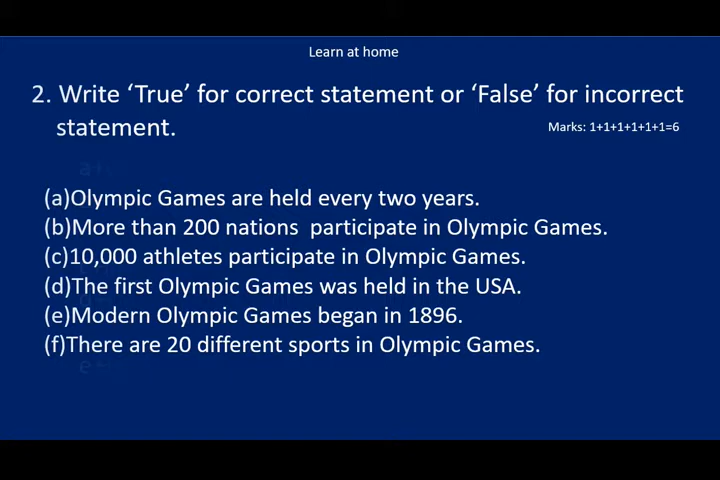 Learn at home
2. Write ‘True’ for correct statement or ‘False’ for incorrect
statement.
Marks: 1+1+1+1+1+1=6
(a)Olympic Games are held every two years.
(b)More than 200 nations participate in Olympic Games.
(c)10,000 athletes participate in Olympic Games.
(d)The first Olympic Games was held in the USA.
(e)Modern Olympic Games began in 1896.
(f)There are 20 different sports in Olympic Games.